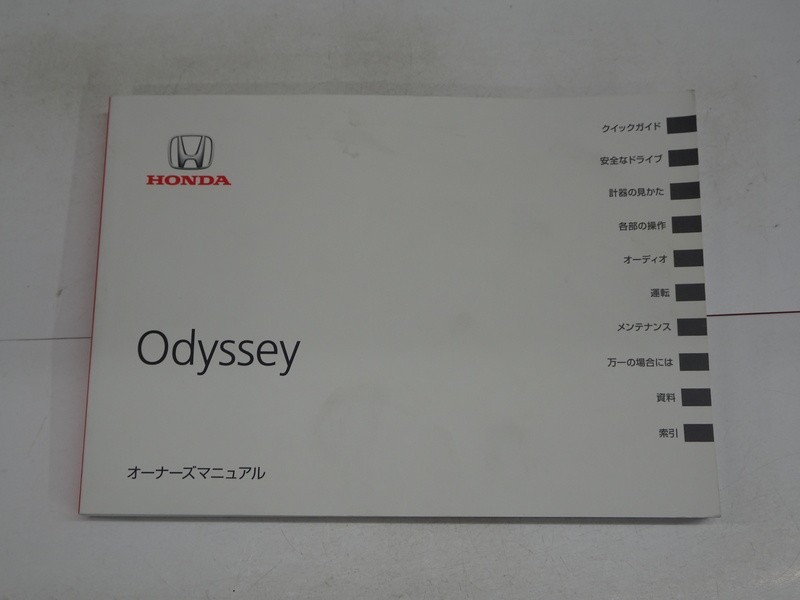 HONDA
Odyssey
オーナーズマニュアル
クイックガイド
安全なドライブ
計器の見かた
各部の操作
オーディオ
運転
メンテナンス
万一の場合には
資料
索引